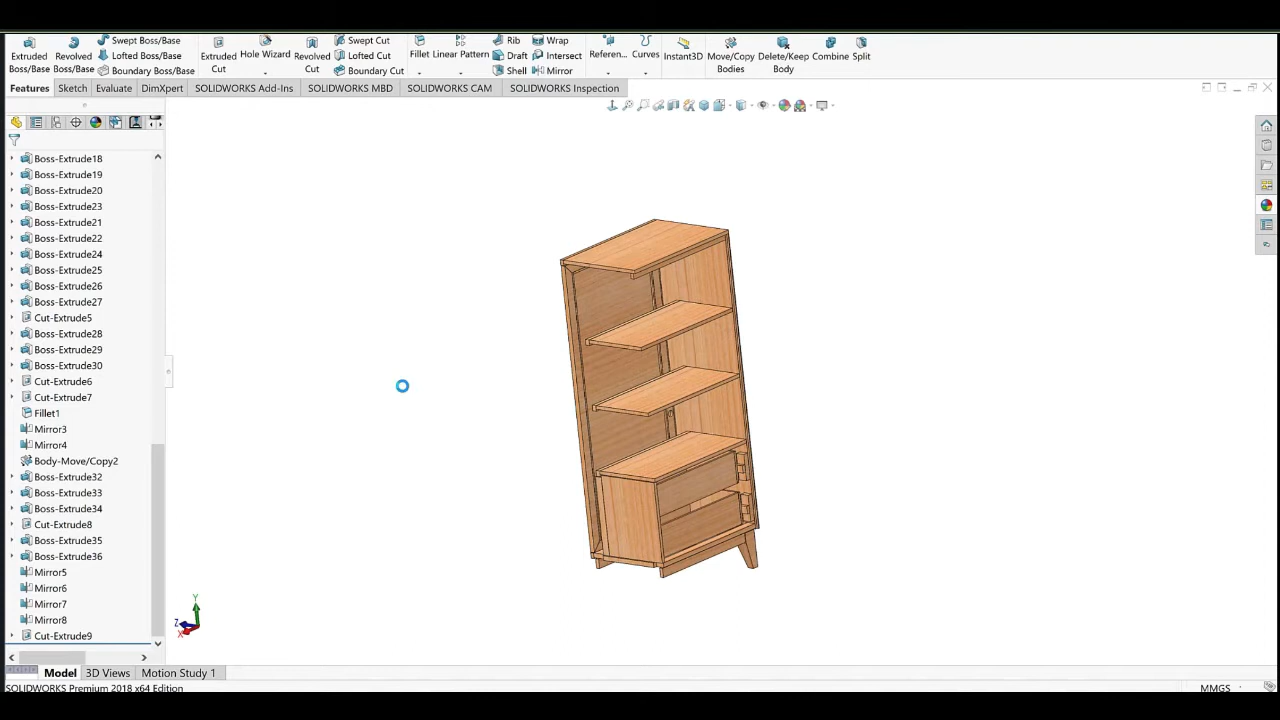 Extruded Boss/Base
Revolved Boss/Base
Swept Boss/Base
Lofted Boss/Base
Boundary Boss/Base
Extruded Cut
Hole Wizard
Revolved Cut
Swept Cut
Lofted Cut
Boundary Cut
Fillet
Linear Pattern
Rib
Draft
Shell
Wrap
Intersect
Mirror
Referen...
Curves
Instant3D
Move/Copy Bodies
Delete/Keep Body
Combine
Split
Features
Sketch
Evaluate
DimXpert
SOLIDWORKS Add-Ins
SOLIDWORKS MBD
SOLIDWORKS CAM
SOLIDWORKS Inspection
Boss-Extrude18
Boss-Extrude19
Boss-Extrude20
Boss-Extrude23
Boss-Extrude21
Boss-Extrude22
Boss-Extrude24
Boss-Extrude25
Boss-Extrude26
Boss-Extrude27
Cut-Extrude5
Boss-Extrude28
Boss-Extrude29
Boss-Extrude30
Cut-Extrude6
Cut-Extrude7
Fillet1
Mirror3
Mirror4
Body-Move/Copy2
Boss-Extrude32
Boss-Extrude33
Boss-Extrude34
Cut-Extrude8
Boss-Extrude35
Boss-Extrude36
Mirror5
Mirror6
Mirror7
Mirror8
Cut-Extrude9
Y
Z
X
Model
3D Views
Motion Study 1
SOLIDWORKS Premium 2018 x64 Edition
MMGS